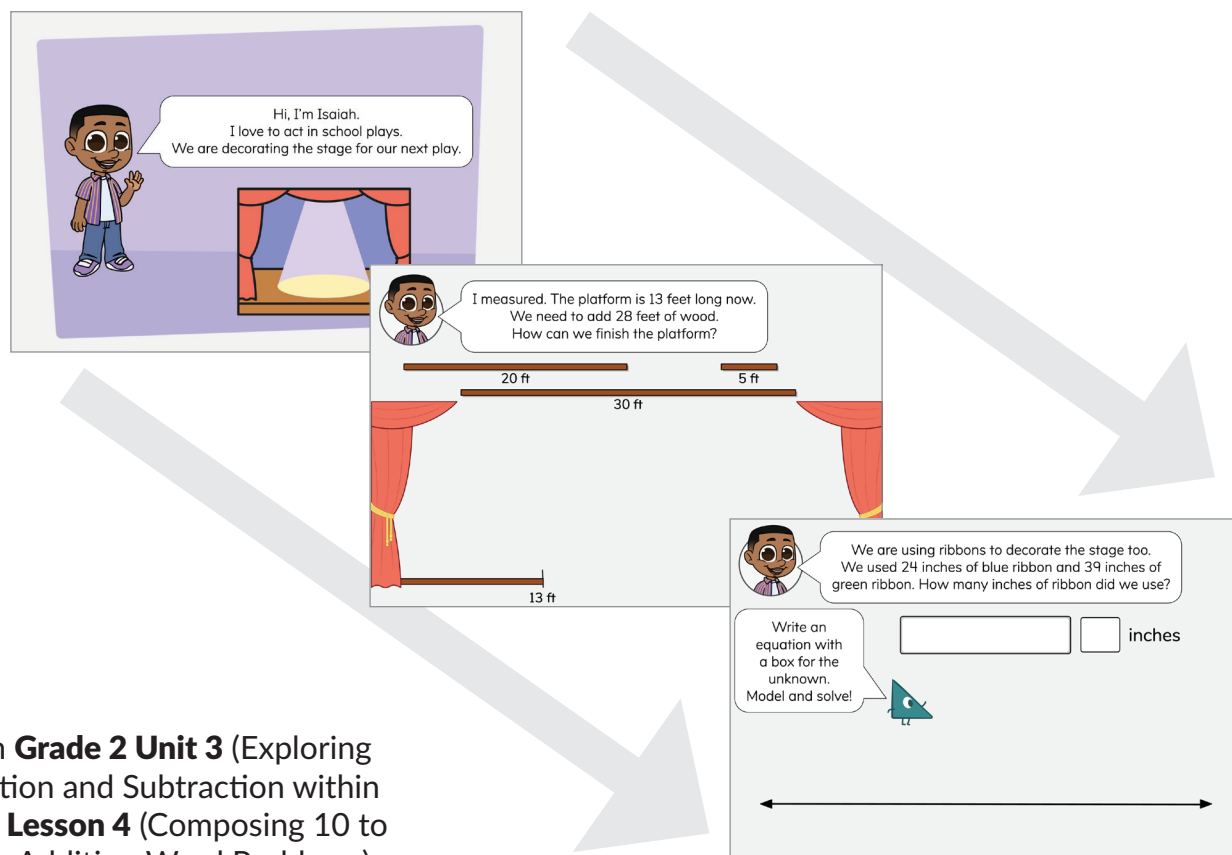 Hi, I'm Isaiah.
I love to act in school plays.
We are decorating the stage for our next play.
I measured. The platform is 13 feet long now.
We need to add 28 feet of wood.
How can we finish the platform?
20 ft
5 ft
30 ft
13 ft
We are using ribbons to decorate the stage too.
We used 24 inches of blue ribbon and 39 inches of
green ribbon. How many inches of ribbon did we use?
inches
Write an
equation with
a box for the
unknown.
Model and solve!
Grade 2 Unit 3 (Exploring
and Subtraction within
Lesson 4 (Composing 10 to